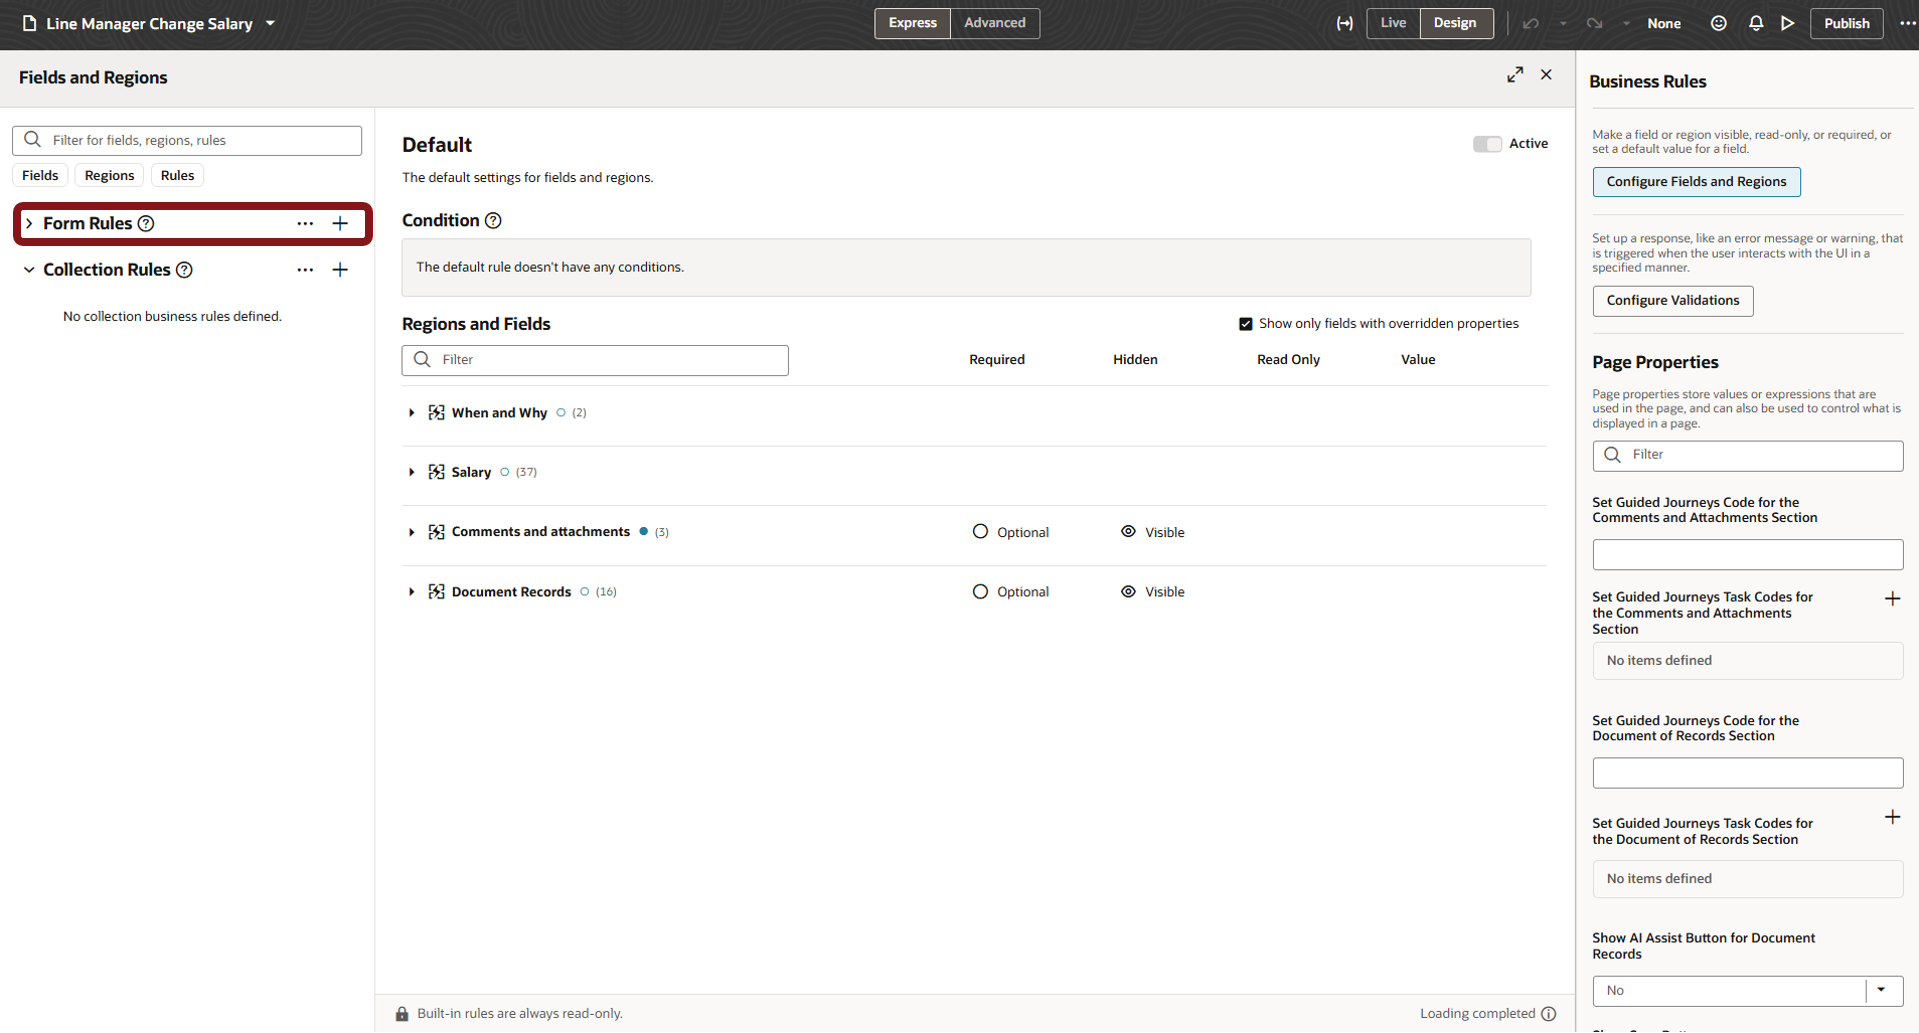 Line Manager Change Salary
Express
Advanced
Live
Design
None
Publish
Fields and Regions
Filter for fields, regions, rules
Fields
Regions
Rules
Form Rules
Collection Rules
No collection business rules defined.
Default
Active
The default settings for fields and regions.
Condition
The default rule doesn't have any conditions.
Regions and Fields
Show only fields with overridden properties
Filter
Required
Hidden
Read Only
Value
When and Why (2)
Salary (37)
Comments and attachments (3)
Optional
Visible
Document Records (16)
Optional
Visible
Built-in rules are always read-only.
Loading completed
Business Rules
Make a field or region visible, read-only, or required, or
set a default value for a field.
Configure Fields and Regions
Set up a response, like an error message or warning, that
is triggered when the user interacts with the UI in a
specified manner.
Configure Validations
Page Properties
Page properties store values or expressions that are
used in the page, and can also be used to control what is
displayed in a page.
Filter
Set Guided Journeys Code for the
Comments and Attachments Section
Set Guided Journeys Task Codes for
the Comments and Attachments
Section
No items defined
Set Guided Journeys Code for the
Document of Records Section
Set Guided Journeys Task Codes for
the Document of Records Section
No items defined
Show AI Assist Button for Document
Records
No